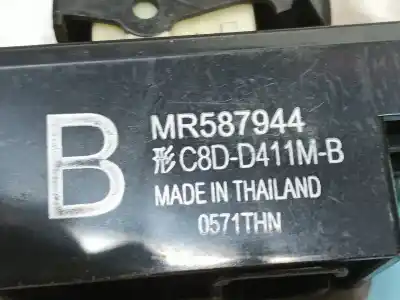 B
MR587944
形C8D-D411M-B
MADE IN THAILAND
0571THN